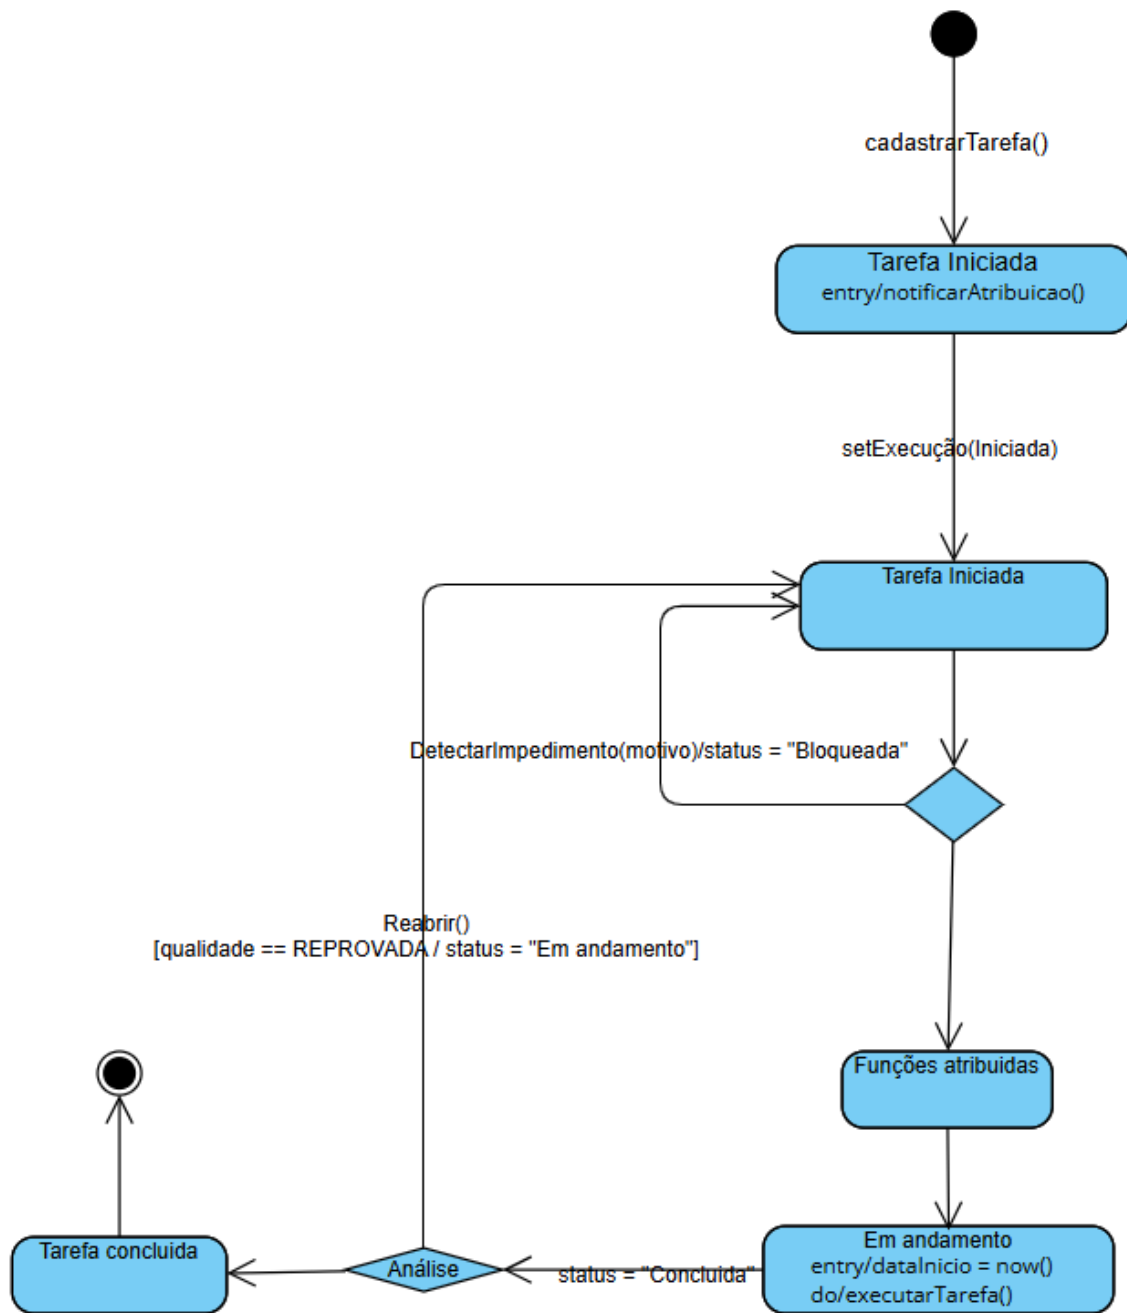 cadastrarTarefa()
Tarefa Iniciada
entry/notificarAtribuicao()
setExecução(Iniciada)
Tarefa Iniciada
DetectarImpedimento(motivo)/status = "Bloqueada"
Reabrir()
[qualidade == REPROVADA / status = "Em andamento"]
Funções atribuidas
Em andamento
entry/dataInicio = now()
do/executarTarefa()
status = "Concluída"
Análise
Tarefa concluida